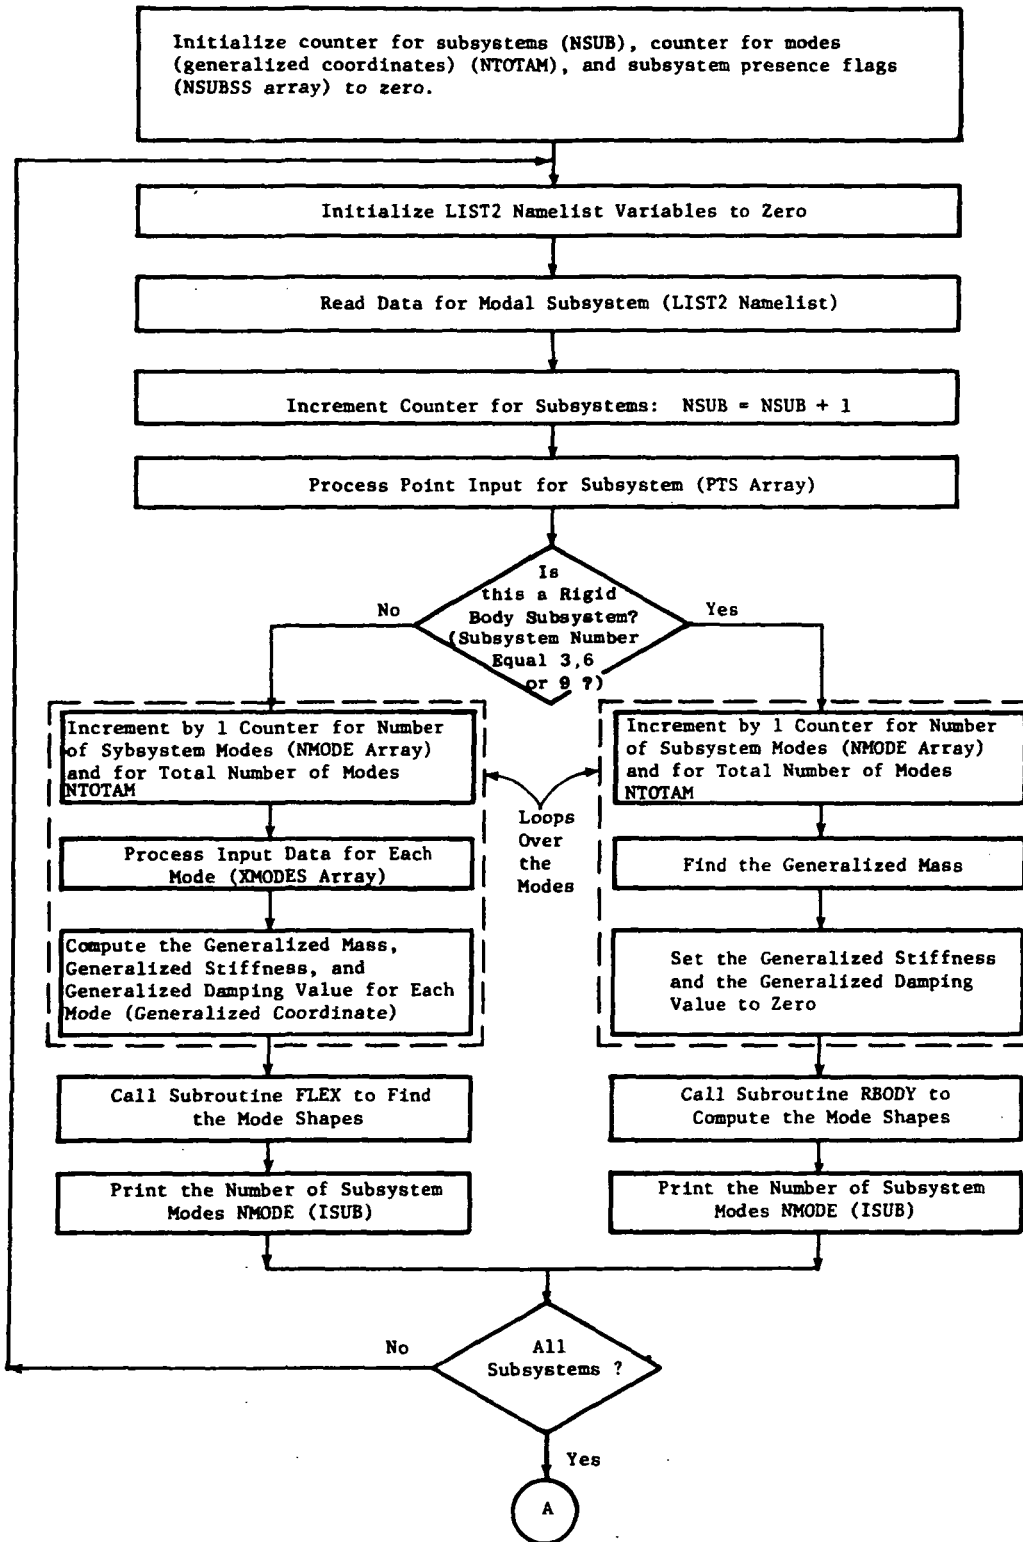 Initialize counter for subsystems (NSUB), counter for modes
(generalized coordinates) (NTOTAM), and subsystem presence flags
(NSUBSS array) to zero.
Initialize LIST2 Namelist Variables to Zero
Read Data for Modal Subsystem (LIST2 Namelist)
Increment Counter for Subsystems: NSUB = NSUB + 1
Process Point Input for Subsystem (PTS Array)
Is
this a Rigid
Body Subsystem?
(Subsystem Number
Equal 3,6
or 9 ?)
No
Yes
Increment by 1 Counter for Number
of Sybsystem Modes (NMODE Array)
and for Total Number of Modes
NTOTAM
Process Input Data for Each
Mode (XMODES Array)
Compute the Generalized Mass,
Generalized Stiffness, and
Generalized Damping Value for Each
Mode (Generalized Coordinate)
Call Subroutine FLEX to Find
the Mode Shapes
Print the Number of Subsystem
Modes NMODE (ISUB)
Loops
Over
the
Modes
Increment by 1 Counter for Number
of Subsystem Modes (NMODE Array)
and for Total Number of Modes
NTOTAM
Find the Generalized Mass
Set the Generalized Stiffness
and the Generalized Damping
Value to Zero
Call Subroutine RBODY to
Compute the Mode Shapes
Print the Number of Subsystem
Modes NMODE (ISUB)
No
All
Subsystems ?
Yes
A